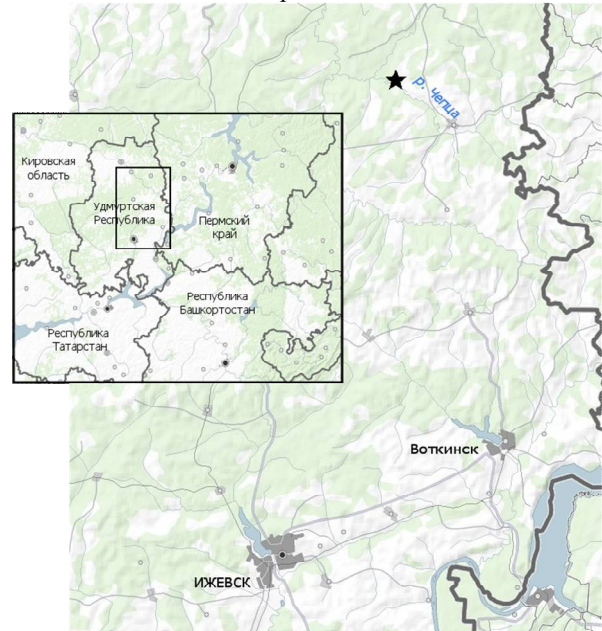 р. Чепца
Кировская
область
Удмуртская
Республика
Пермский
край
Республика
Башкортостан
Республика
Татарстан
Воткинск
ИЖЕВСК